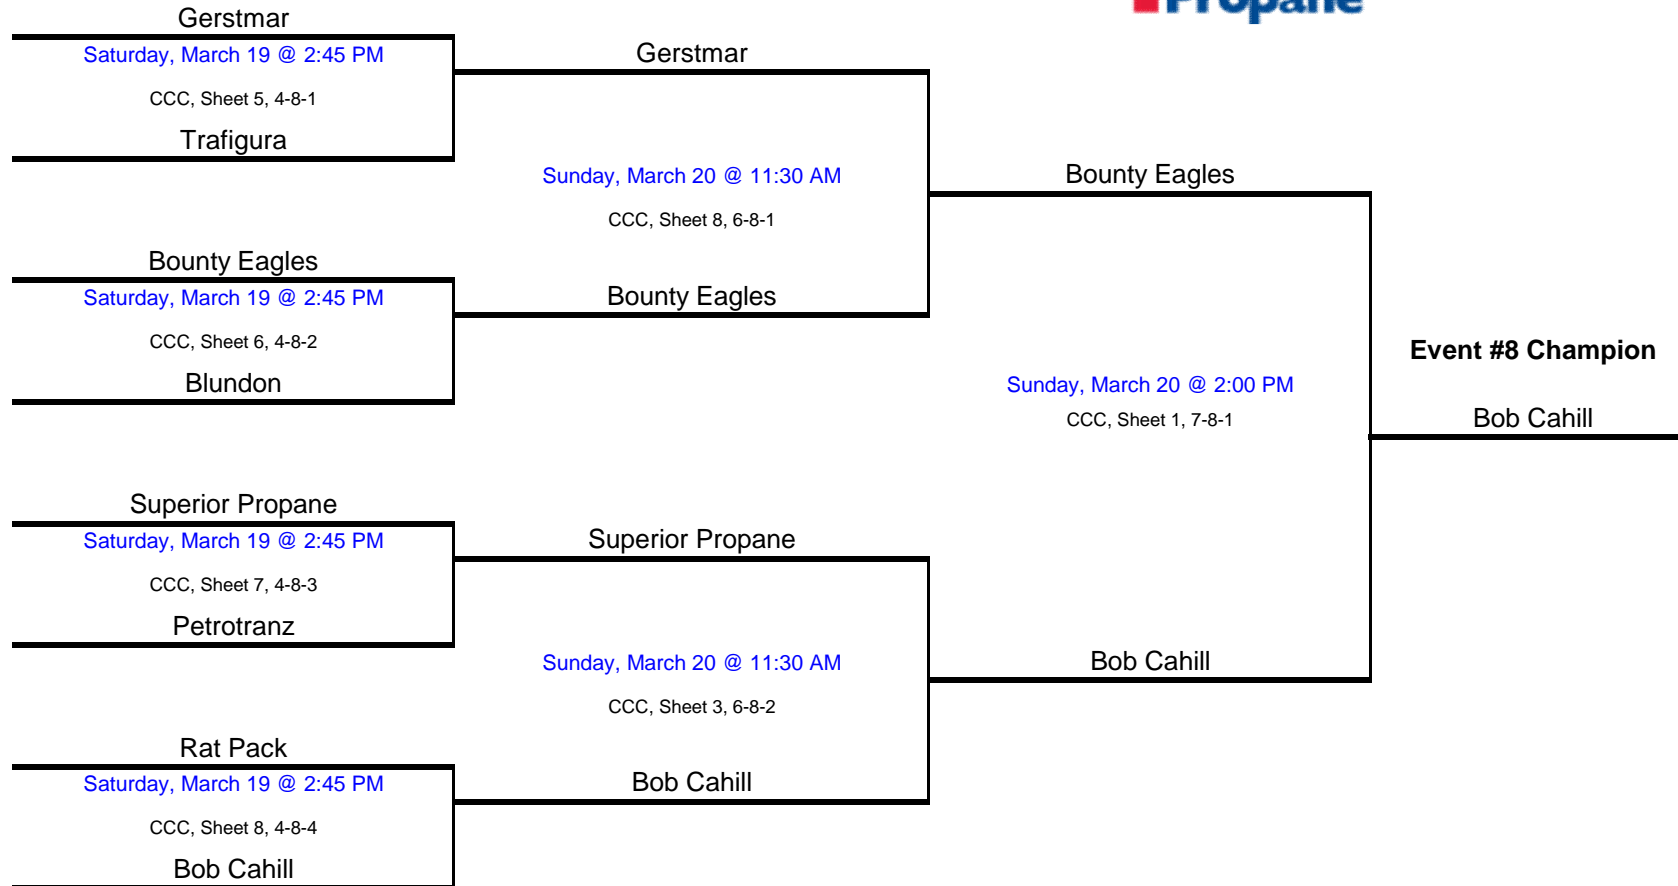 Propane
Gerstmar
Saturday, March 19 @ 2:45 PM
CCC, Sheet 5, 4-8-1
Trafigura
Bounty Eagles
Saturday, March 19 @ 2:45 PM
CCC, Sheet 6, 4-8-2
Blundon
Superior Propane
Saturday, March 19 @ 2:45 PM
CCC, Sheet 7, 4-8-3
Petrotranz
Rat Pack
Saturday, March 19 @ 2:45 PM
CCC, Sheet 8, 4-8-4
Bob Cahill
Gerstmar
Sunday, March 20 @ 11:30 AM
CCC, Sheet 8, 6-8-1
Bounty Eagles
Superior Propane
Sunday, March 20 @ 11:30 AM
CCC, Sheet 3, 6-8-2
Bob Cahill
Bounty Eagles
Sunday, March 20 @ 2:00 PM
CCC, Sheet 1, 7-8-1
Bob Cahill
Event #8 Champion
Bob Cahill